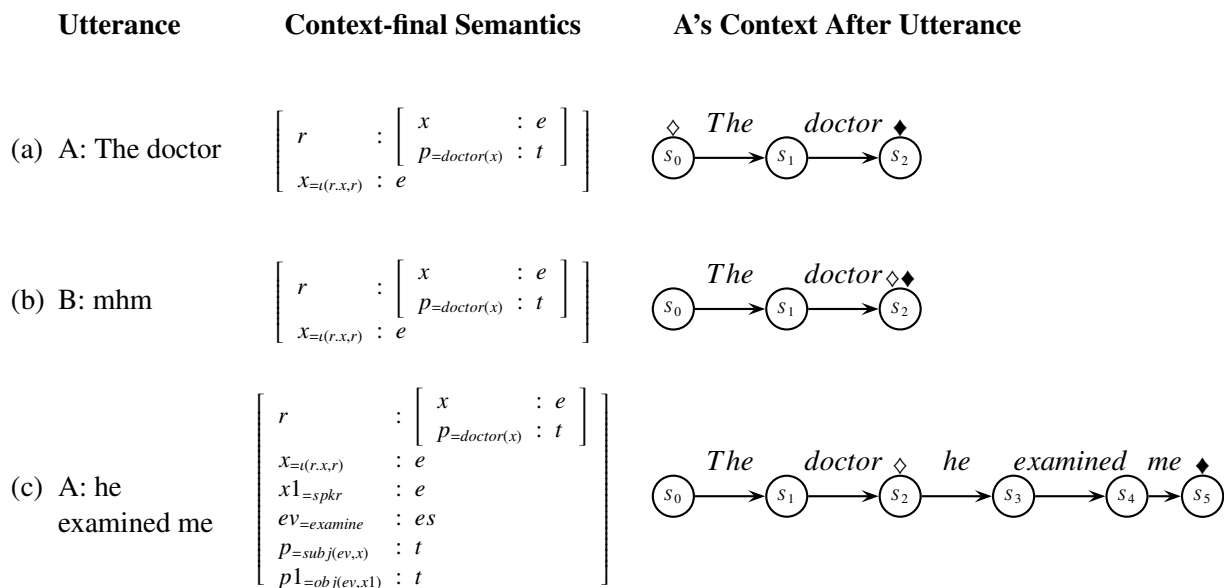 Utterance Context-final Semantics A's Context After Utterance
(a) A: The doctor
r : [ x : e
p=doctor(x) : t ]
x=ι(r.x,r) : e
◇ The doctor ◆
s0 s1 s2
(b) B: mhm
r : [ x : e
p=doctor(x) : t ]
x=ι(r.x,r) : e
The doctor ◇◆
s0 s1 s2
(c) A: he
examined me
r : [ x : e
p=doctor(x) : t ]
x=ι(r.x,r) : e
x1=spkr : e
ev=examine : es
p=subj(ev,x) : t
p1=obj(ev,x1) : t
The doctor ◇ he examined me ◆
s0 s1 s2 s3 s4 s5